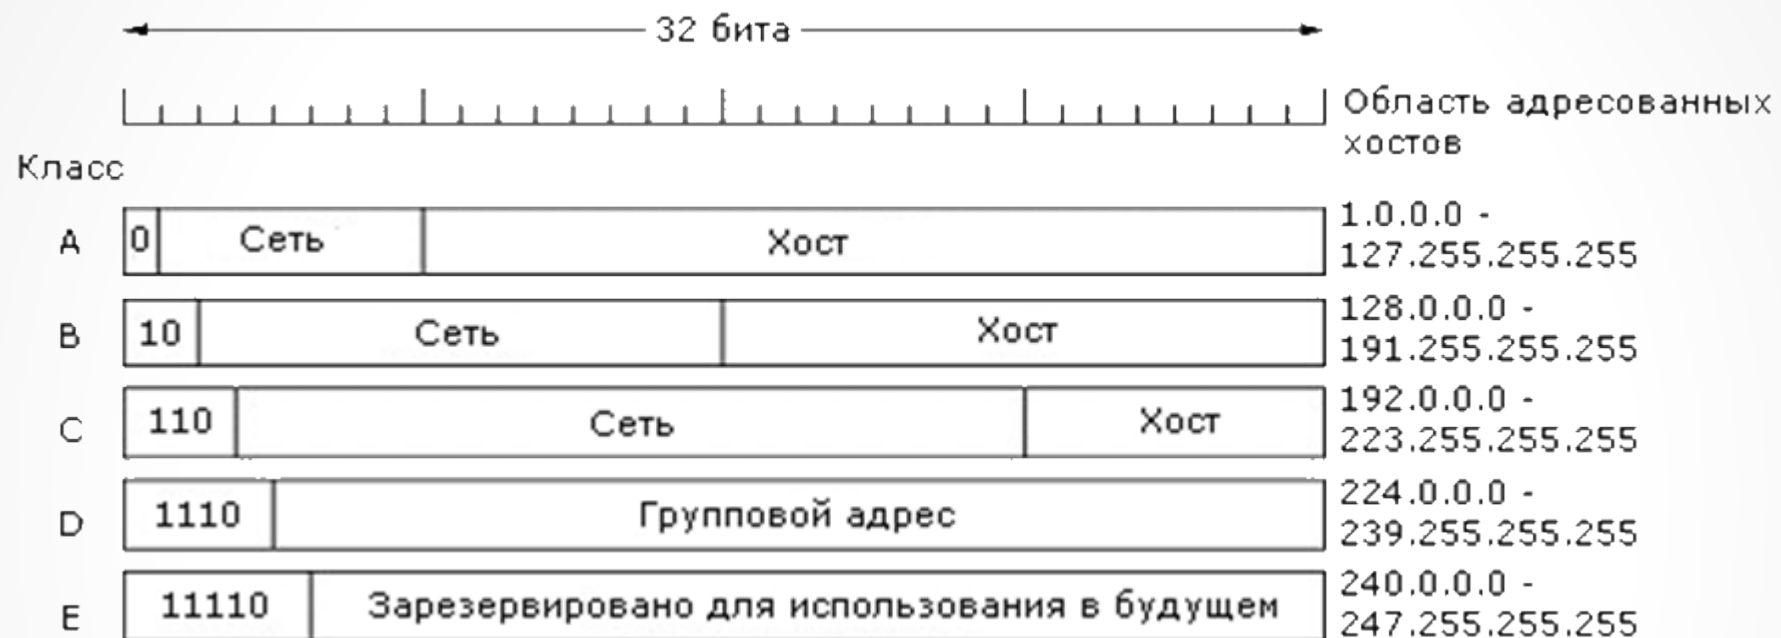 32 бита
Область адресованных
хостов
Класс
A 0 Сеть Хост 1.0.0.0 -
127.255.255.255
B 10 Сеть Хост 128.0.0.0 -
191.255.255.255
C 110 Сеть Хост 192.0.0.0 -
223.255.255.255
D 1110 Групповой адрес 224.0.0.0 -
239.255.255.255
E 11110 Зарезервировано для использования в будущем 240.0.0.0 -
247.255.255.255